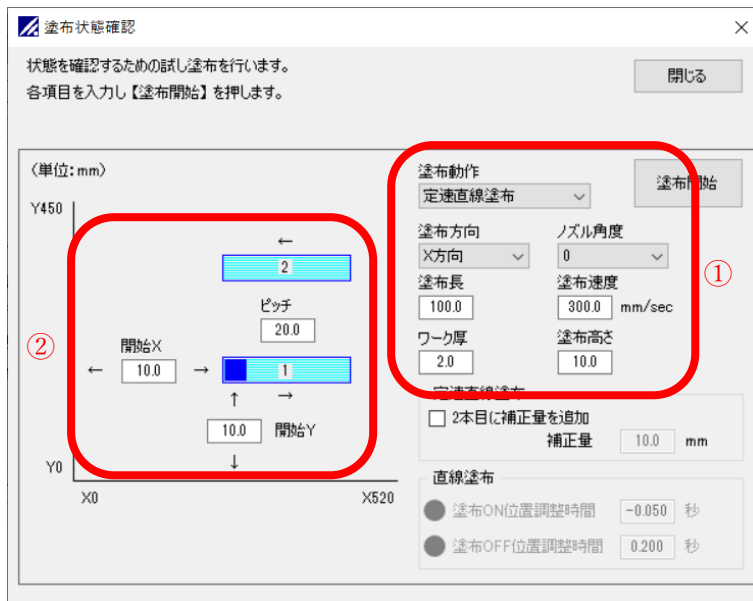 塗布状態確認
状態を確認するための試し塗布を行います。
各項目を入力し【塗布開始】を押します。
閉じる
(単位:mm)
Y450
←
2
ピッチ
20.0
②
開始X
← 10.0 →
1
↑ →
10.0 開始Y
↓
Y0
X0 X520
塗布動作
定速直線塗布
塗布開始
塗布方向 ノズル角度
X方向 0
①
塗布長 塗布速度
100.0 300.0 mm/sec
ワーク厚 塗布高さ
2.0 10.0
定速直線塗布
2本目に補正量を追加
補正量 10.0 mm
直線塗布
塗布ON位置調整時間 -0.050 秒
塗布OFF位置調整時間 0.200 秒